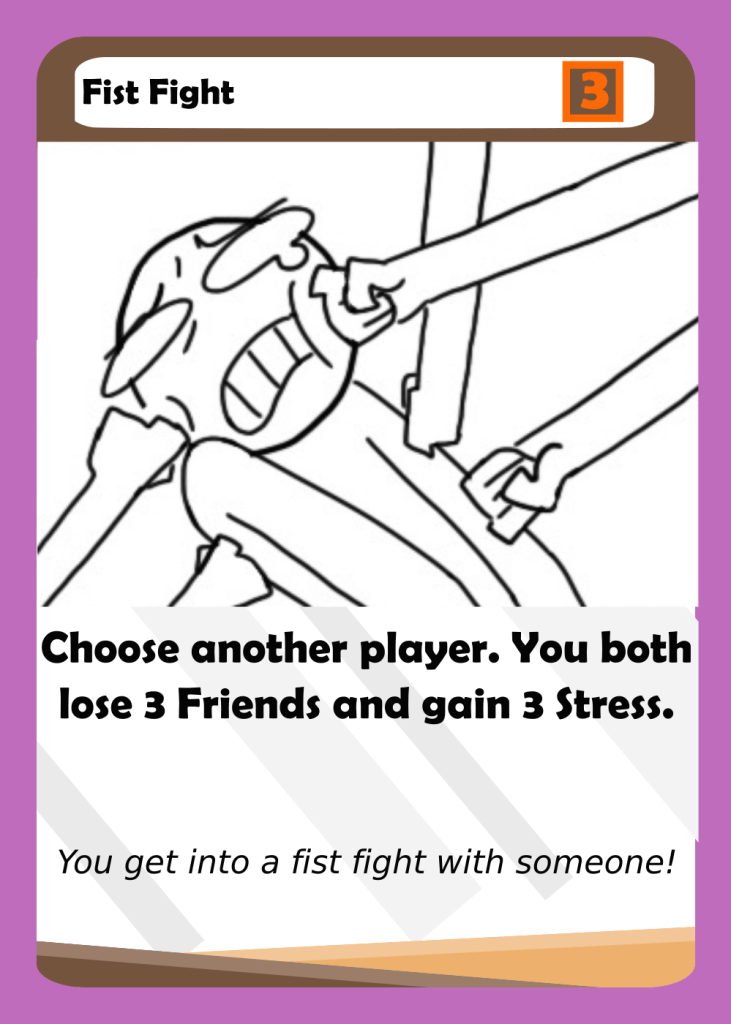 Fist Fight
3
Choose another player. You both
lose 3 Friends and gain 3 Stress.
You get into a fist fight with someone!